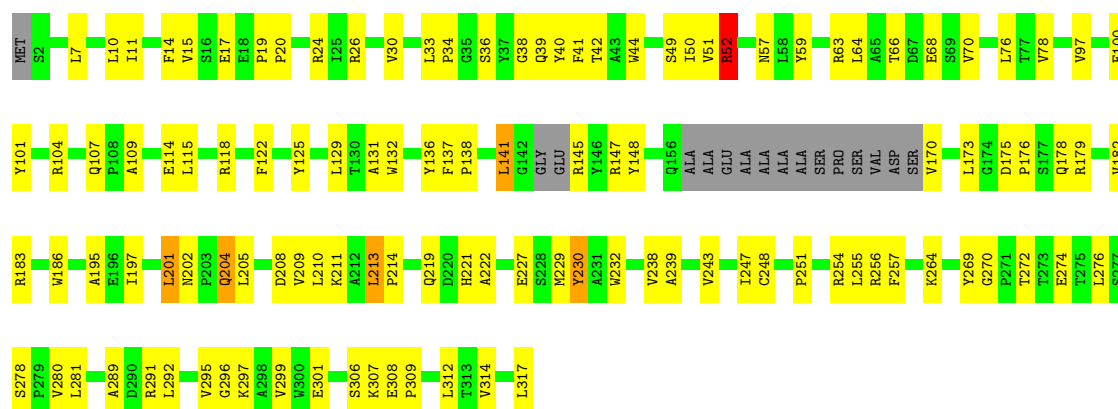 MET S2 L7 L10 I11 F14 V15 S16 E17 E18 P19 P20 R24 I25 R26 V30 L33 P34 G35 S36 Y37 G38 Q39 Y40 F41 T42 A43 W44 S49 I50 V51 R52 N57 L58 Y59 R63 L64 A65 T66 D67 E68 S69 V70 L76 T77 V78 V97 E100
Y101 R104 Q107 P108 A109 E114 L115 R118 F122 Y125 L129 T130 A131 W132 Y136 F137 P138 L141 G142 GLY GLU R145 Y146 R147 Y148 Q156 ALA ALA GLU ALA ALA ALA ALA SER PRO SER VAL ASP SER V170 L173 G174 D175 P176 S177 Q178 R179 V182
R183 W186 A195 E196 I197 L201 N202 P203 Q204 L205 D208 V209 L210 K211 A212 L213 P214 Q219 D220 H221 A222 E227 S228 M229 Y230 A231 W232 V238 A239 V243 I247 C248 P251 R254 L255 R256 F257 K264 Y269 G270 P271 T272 T273 E274 T275 L276 S277
S278 P279 V280 L281 A289 D290 R291 L292 V295 G296 K297 A298 V299 W300 E301 S306 K307 E308 P309 L312 T313 V314 L317